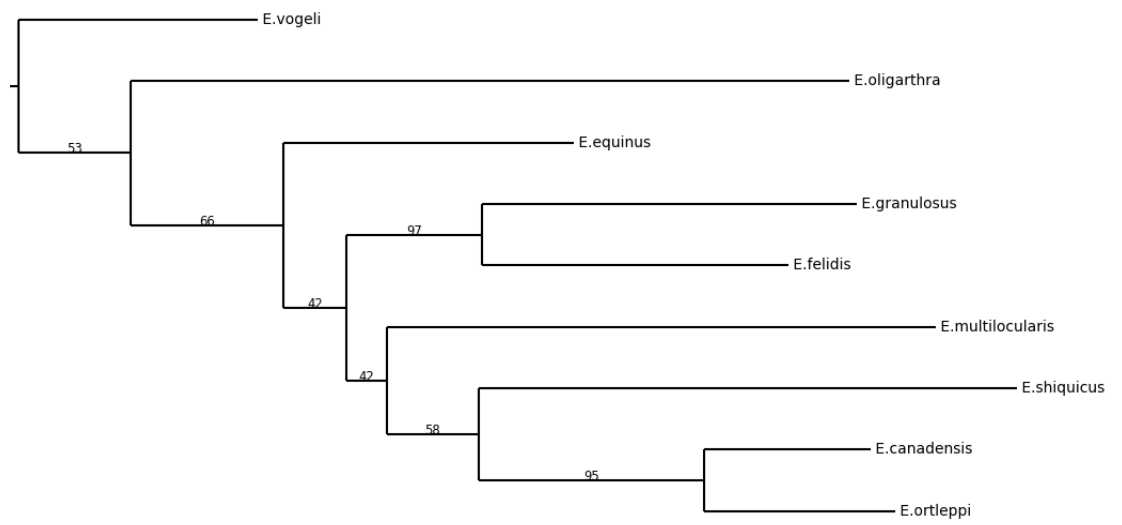 E.vogeli
E.oligarthra
53
E.equinus
E.granulosus
66
97
E.felidis
42
E.multilocularis
42
E.shiquicus
58
E.canadensis
95
E.ortleppi